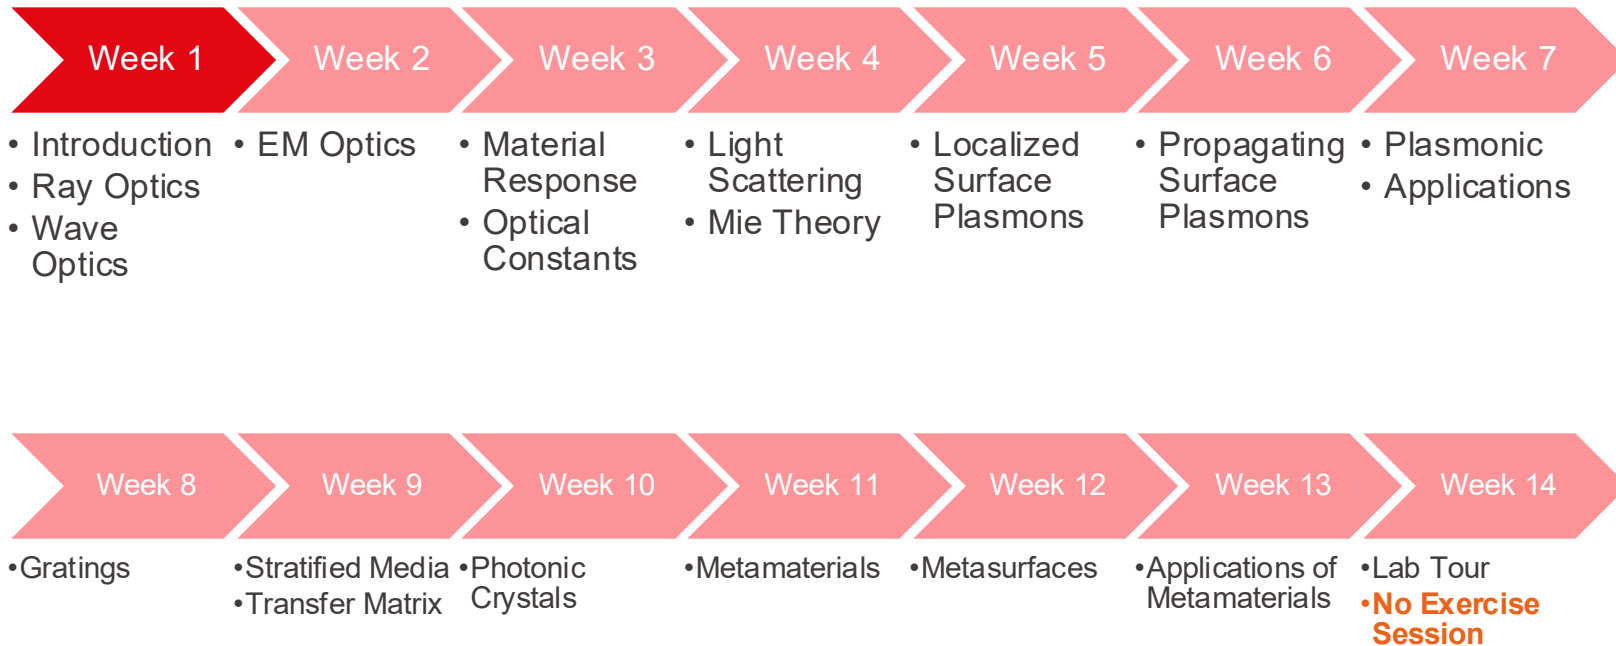 Week 1
Week 2
Week 3
Week 4
Week 5
Week 6
Week 7
• Introduction
• Ray Optics
• Wave
Optics
• EM Optics
• Material
Response
• Optical
Constants
• Light
Scattering
• Mie Theory
• Localized
Surface
Plasmons
• Propagating
Surface
Plasmons
• Plasmonic
• Applications
Week 8
Week 9
Week 10
Week 11
Week 12
Week 13
Week 14
•Gratings
•Stratified Media
•Transfer Matrix
•Photonic
Crystals
•Metamaterials
•Metasurfaces
•Applications of
Metamaterials
•Lab Tour
•No Exercise
Session